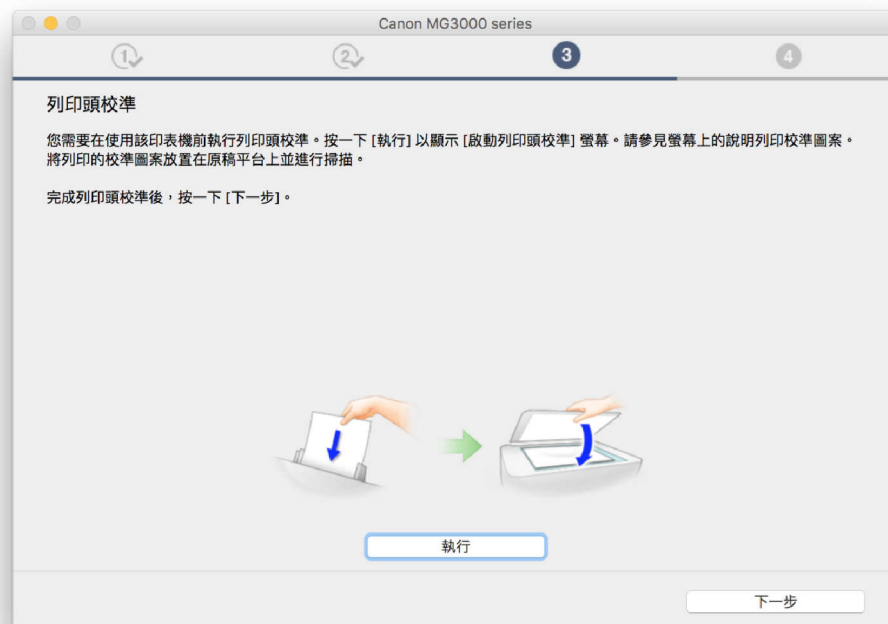 Canon MG3000 series
1 2 3 4
列印頭校準
您需要在使用該印表機前執行列印頭校準。按一下 [執行] 以顯示 [啟動列印頭校準] 螢幕。請參見螢幕上的說明列印校準圖案。
將列印的校準圖案放置在原稿平台上並進行掃描。
完成列印頭校準後，按一下 [下一步]。
執行
下一步